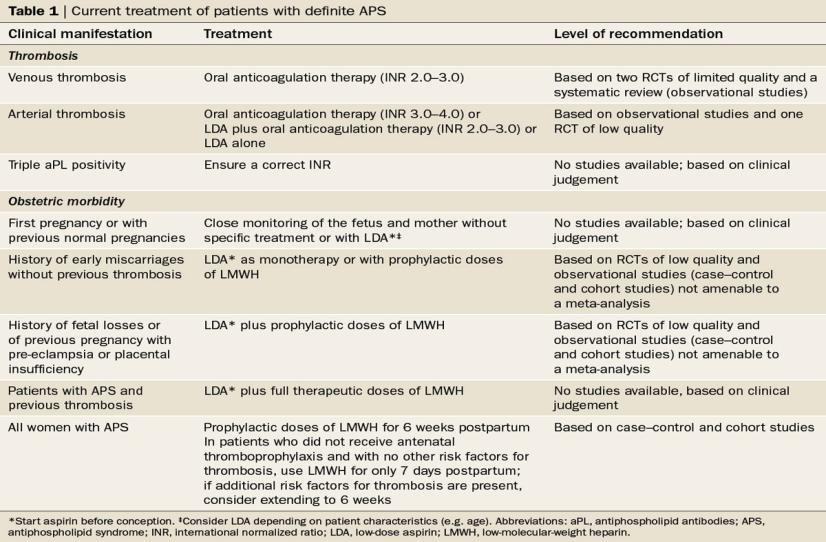 Table 1 | Current treatment of patients with definite APS
Clinical manifestation Treatment Level of recommendation
Thrombosis
Venous thrombosis Oral anticoagulation therapy (INR 2.0–3.0) Based on two RCTs of limited quality and a
systematic review (observational studies)
Arterial thrombosis Oral anticoagulation therapy (INR 3.0–4.0) or Based on observational studies and one
LDA plus oral anticoagulation therapy (INR 2.0–3.0) or RCT of low quality
LDA alone
Triple aPL positivity Ensure a correct INR No studies available; based on clinical
judgement
Obstetric morbidity
First pregnancy or with Close monitoring of the fetus and mother without No studies available; based on clinical
previous normal pregnancies specific treatment or with LDA*‡ judgement
History of early miscarriages LDA* as monotherapy or with prophylactic doses Based on RCTs of low quality and
without previous thrombosis of LMWH observational studies (case–control
and cohort studies) not amenable to
a meta-analysis
History of fetal losses or LDA* plus prophylactic doses of LMWH Based on RCTs of low quality and
of previous pregnancy with observational studies (case–control
pre-eclampsia or placental and cohort studies) not amenable to
insufficiency a meta-analysis
Patients with APS and LDA* plus full therapeutic doses of LMWH No studies available, based on clinical
previous thrombosis judgement
All women with APS Prophylactic doses of LMWH for 6 weeks postpartum Based on case–control and cohort studies
In patients who did not receive antenatal
thromboprophylaxis and with no other risk factors for
thrombosis, use LMWH for only 7 days postpartum;
if additional risk factors for thrombosis are present,
consider extending to 6 weeks
*Start aspirin before conception. ‡Consider LDA depending on patient characteristics (e.g. age). Abbreviations: aPL, antiphospholipid antibodies; APS,
antiphospholipid syndrome; INR, international normalized ratio; LDA, low-dose aspirin; LMWH, low-molecular-weight heparin.